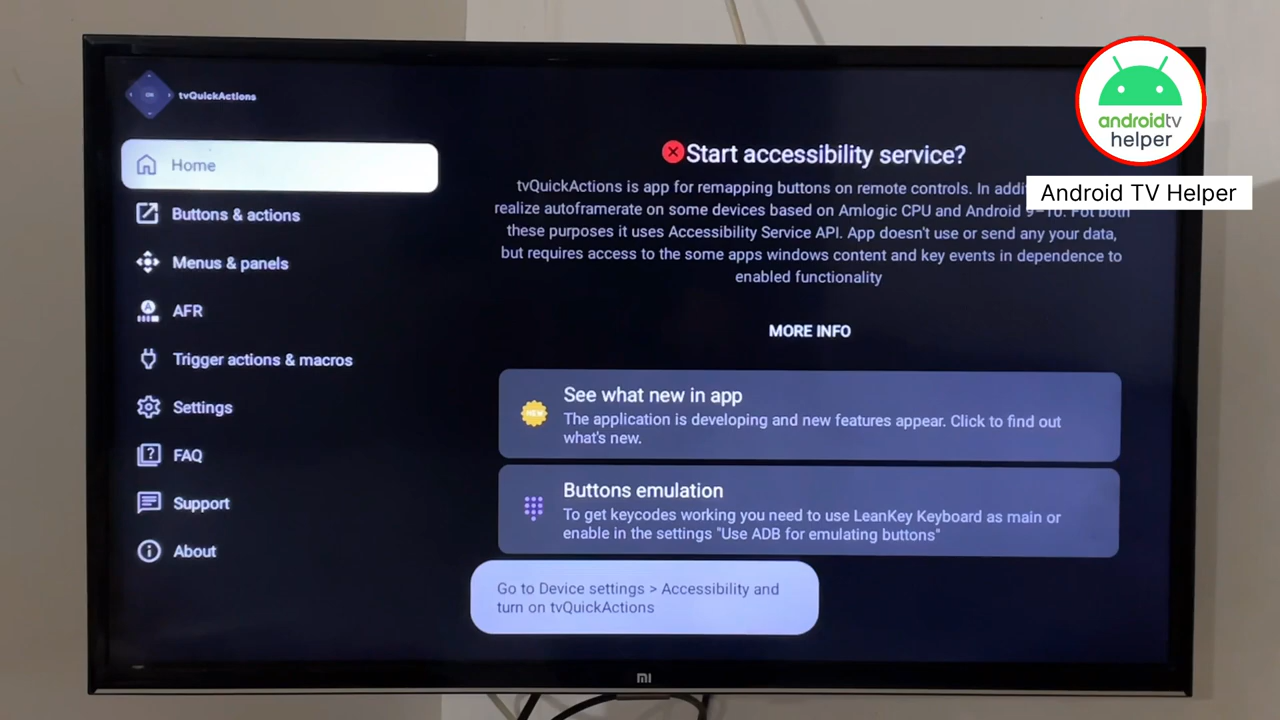 tvQuickActions
Home
Buttons & actions
Menus & panels
AFR
Trigger actions & macros
Settings
FAQ
Support
About
Start accessibility service?
tvQuickActions is app for remapping buttons on remote controls. In addi
realize autoframerate on some devices based on Amlogic CPU and Android 9-10. Fot both
these purposes it uses Accessibility Service API. App doesn't use or send any your data,
but requires access to the some apps windows content and key events in dependence to
enabled functionality
MORE INFO
NEW
See what new in app
The application is developing and new features appear. Click to find out
what's new.
Buttons emulation
To get keycodes working you need to use LeanKey Keyboard as main or
enable in the settings "Use ADB for emulating buttons"
Go to Device settings > Accessibility and
turn on tvQuickActions
mi
androidtv
helper
Android TV Helper